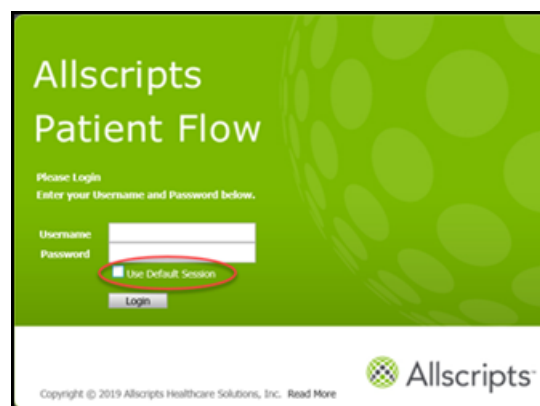 Allscripts
Patient Flow
Please Login
Enter your Username and Password below.
Username
Password
Use Default Session
Login
Allscripts™
Copyright © 2019 Allscripts Healthcare Solutions, Inc. Read More